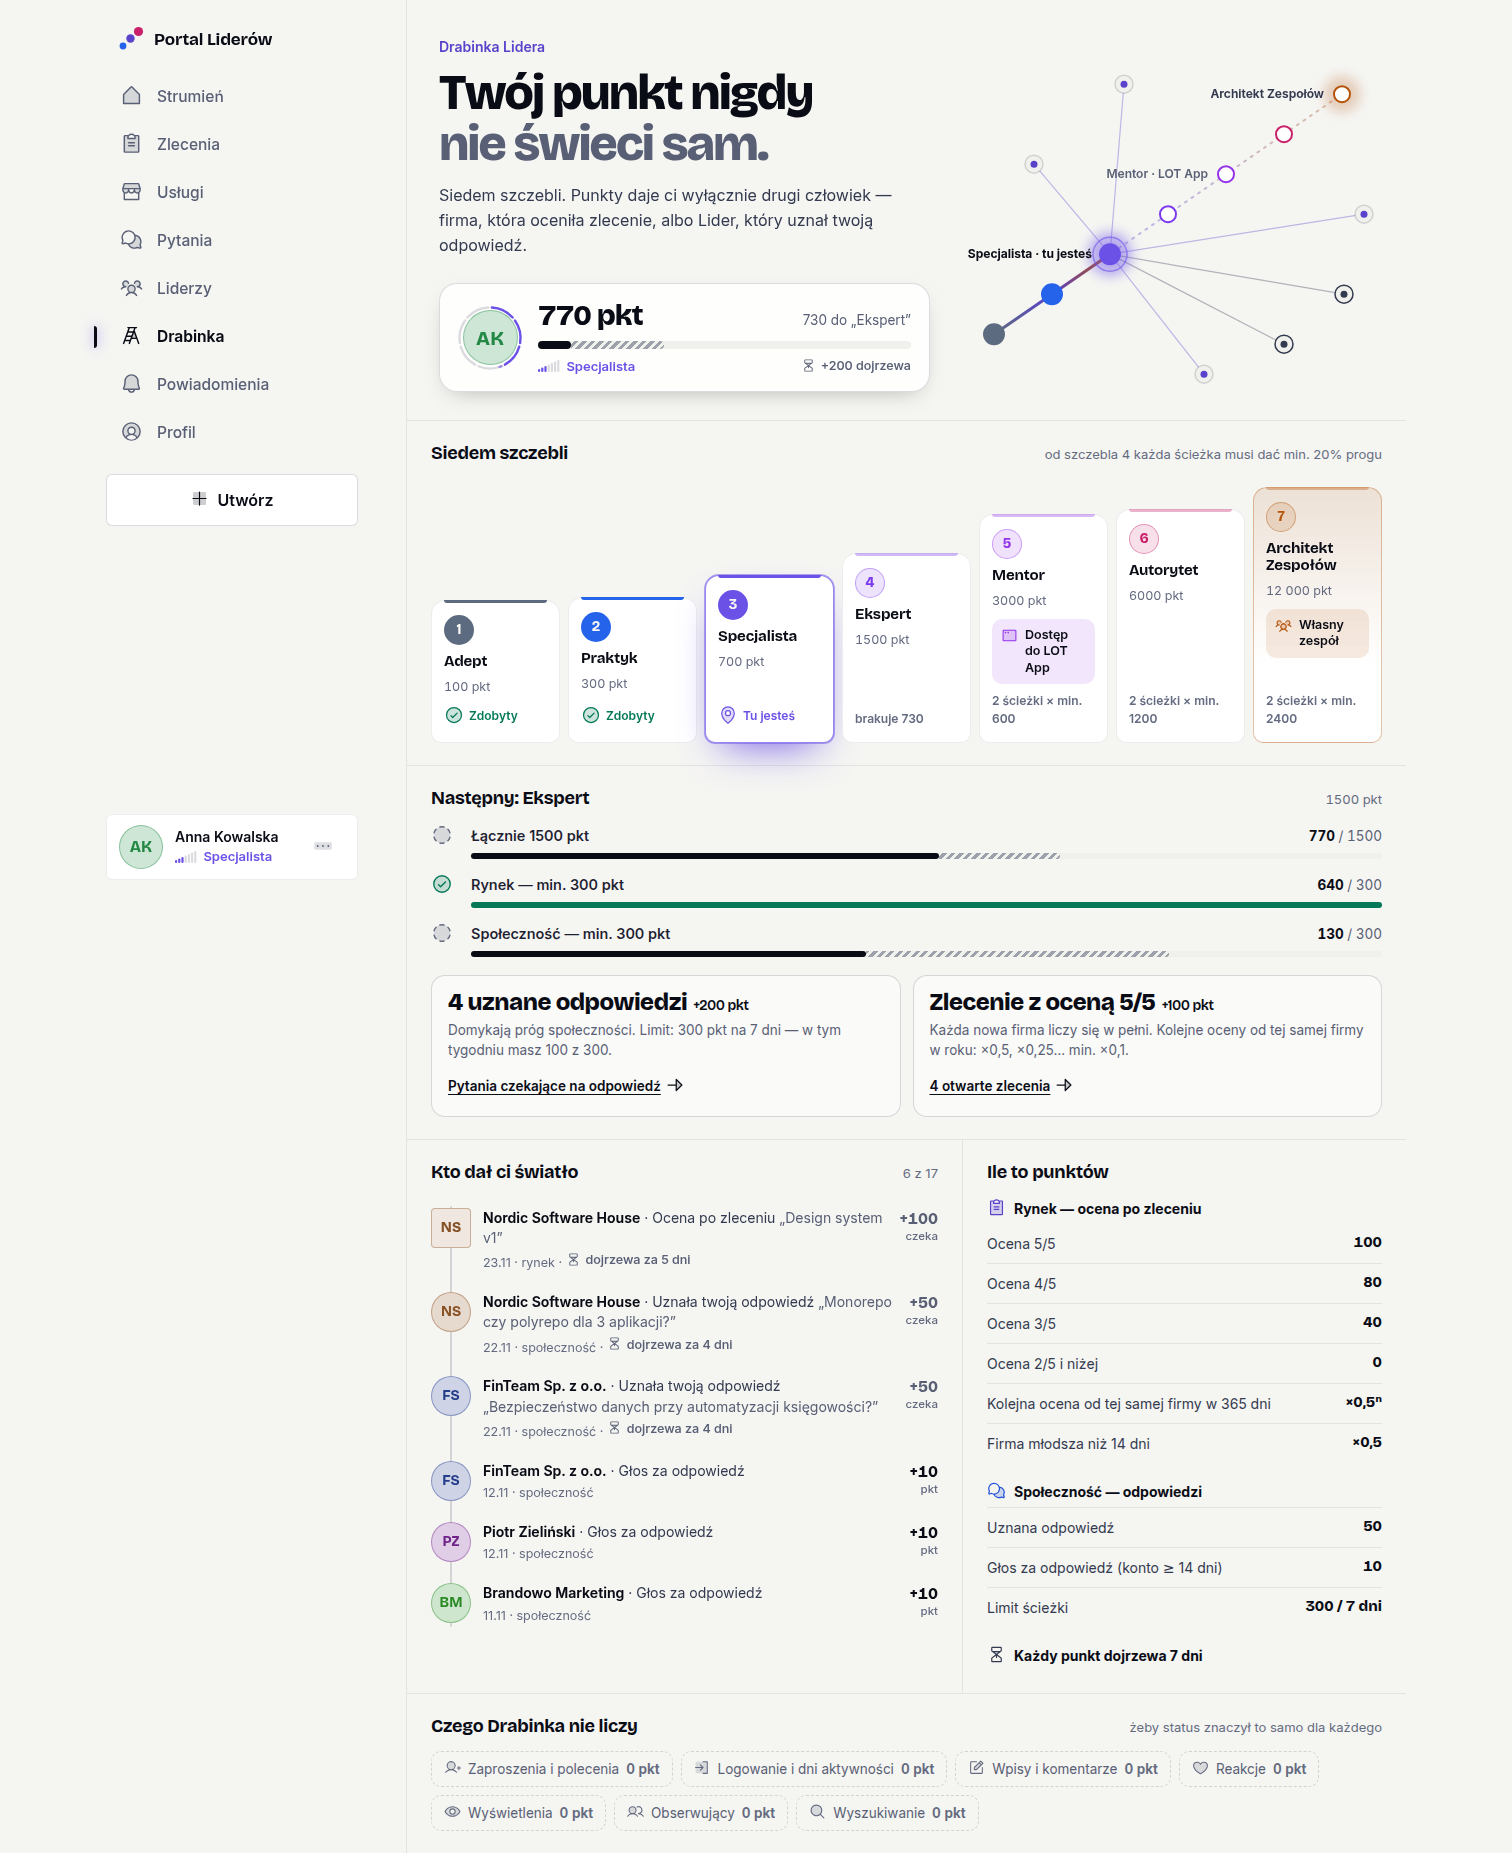 Portal Liderów
Strumień
Zlecenia
Usługi
Pytania
Liderzy
Drabinka
Powiadomienia
Profil
Utwórz
AK
Anna Kowalska
Specjalista
Drabinka Lidera
Twój punkt nigdy
nie świeci sam.
Siedem szczebli. Punkty daje ci wyłącznie drugi człowiek —
firma, która oceniła zlecenie, albo Lider, który uznał twoją
odpowiedź.
AK
770 pkt
730 do „Ekspert”
Specjalista
+200 dojrzewa
Architekt Zespołów
Mentor · LOT App
Specjalista · tu jesteś
Siedem szczebli
od szczebla 4 każda ścieżka musi dać min. 20% progu
1
Adept
100 pkt
Zdobyty
2
Praktyk
300 pkt
Zdobyty
3
Specjalista
700 pkt
Tu jesteś
4
Ekspert
1500 pkt
brakuje 730
5
Mentor
3000 pkt
Dostęp
do LOT
App
2 ścieżki × min.
600
6
Autorytet
6000 pkt
2 ścieżki × min.
1200
7
Architekt
Zespołów
12 000 pkt
Własny
zespół
2 ścieżki × min.
2400
Następny: Ekspert
1500 pkt
Łącznie 1500 pkt
770 / 1500
Rynek — min. 300 pkt
640 / 300
Społeczność — min. 300 pkt
130 / 300
4 uznane odpowiedzi +200 pkt
Domykają próg społeczności. Limit: 300 pkt na 7 dni — w tym
tygodniu masz 100 z 300.
Pytania czekające na odpowiedź
Zlecenie z oceną 5/5 +100 pkt
Każda nowa firma liczy się w pełni. Kolejne oceny od tej samej firmy
w roku: ×0,5, ×0,25… min. ×0,1.
4 otwarte zlecenia
Kto dał ci światło
6 z 17
NS
Nordic Software House · Ocena po zleceniu „Design system
v1”
+100
czeka
23.11 · rynek · dojrzewa za 5 dni
NS
Nordic Software House · Uznała twoją odpowiedź „Monorepo
czy polyrepo dla 3 aplikacji?”
+50
czeka
22.11 · społeczność · dojrzewa za 4 dni
FS
FinTeam Sp. z o.o. · Uznała twoją odpowiedź
„Bezpieczeństwo danych przy automatyzacji księgowości?”
+50
czeka
22.11 · społeczność · dojrzewa za 4 dni
FS
FinTeam Sp. z o.o. · Głos za odpowiedź
+10
pkt
12.11 · społeczność
PZ
Piotr Zieliński · Głos za odpowiedź
+10
pkt
12.11 · społeczność
BM
Brandowo Marketing · Głos za odpowiedź
+10
pkt
11.11 · społeczność
Ile to punktów
Rynek — ocena po zleceniu
Ocena 5/5 100
Ocena 4/5 80
Ocena 3/5 40
Ocena 2/5 i niżej 0
Kolejna ocena od tej samej firmy w 365 dni ×0,5ⁿ
Firma młodsza niż 14 dni ×0,5
Społeczność — odpowiedzi
Uznana odpowiedź 50
Głos za odpowiedź (konto ≥ 14 dni) 10
Limit ścieżki 300 / 7 dni
Każdy punkt dojrzewa 7 dni
Czego Drabinka nie liczy
żeby status znaczył to samo dla każdego
Zaproszenia i polecenia 0 pkt
Logowanie i dni aktywności 0 pkt
Wpisy i komentarze 0 pkt
Reakcje 0 pkt
Wyświetlenia 0 pkt
Obserwujący 0 pkt
Wyszukiwanie 0 pkt